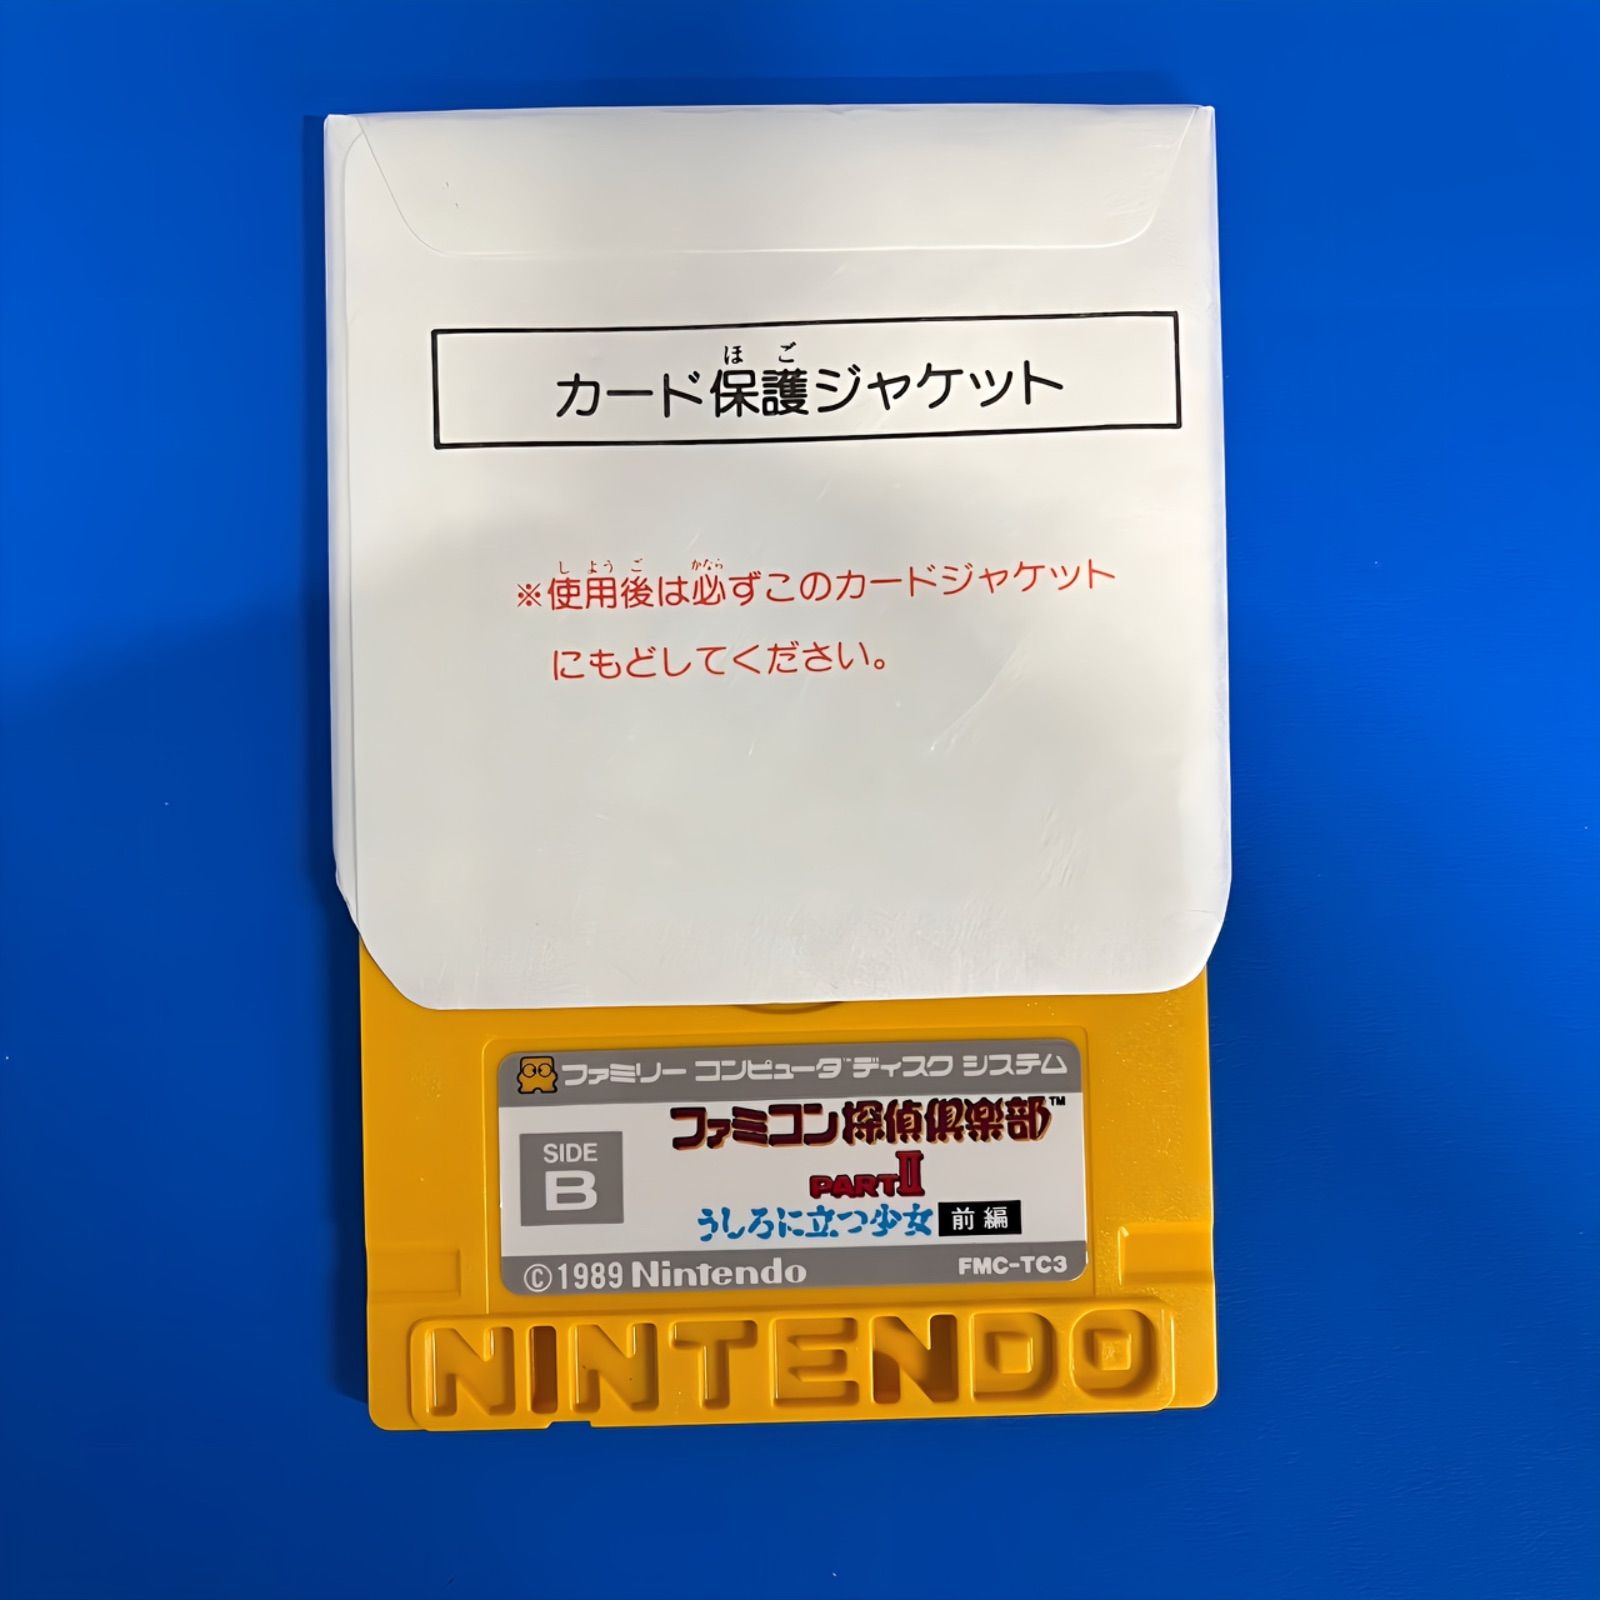 ほご
カード保護ジャケット
しようご かなら
※使用後は必ずこのカードジャケット
にもどしてください。
ファミリー コンピュータ™ ディスク システム
ファミコン探偵倶楽部™
PARTⅡ
SIDE
B
うしろに立つ少女 前編
©1989 Nintendo FMC-TC3
NINTENDO